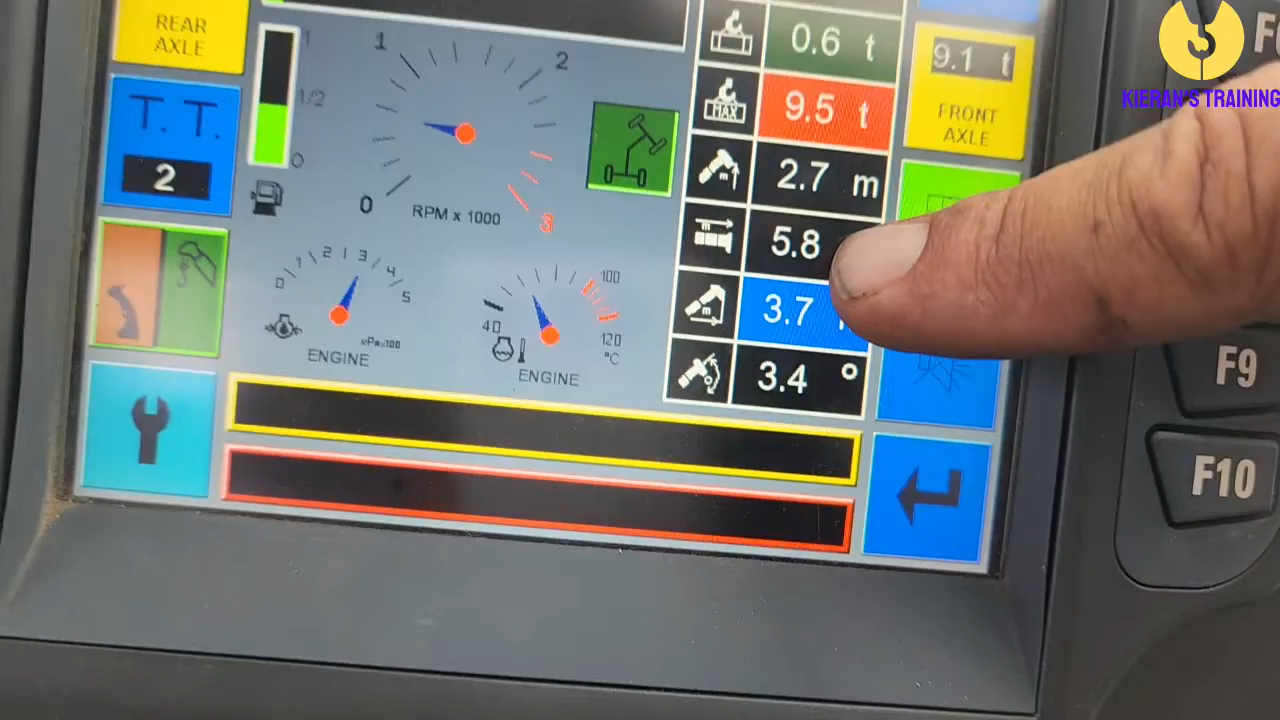 REAR
AXLE
T. T.
2
1
1/2
0
0
1
2
3
RPM x 1000
0 1 2 3 4 5
ENGINE
40
100
120
°C
ENGINE
0.6 t
MAX
9.5 t
m
2.7 m
5.8
m
3.7
3.4 °
9.1 t
FRONT
AXLE
KIERAN'S TRAINING
F9
F10